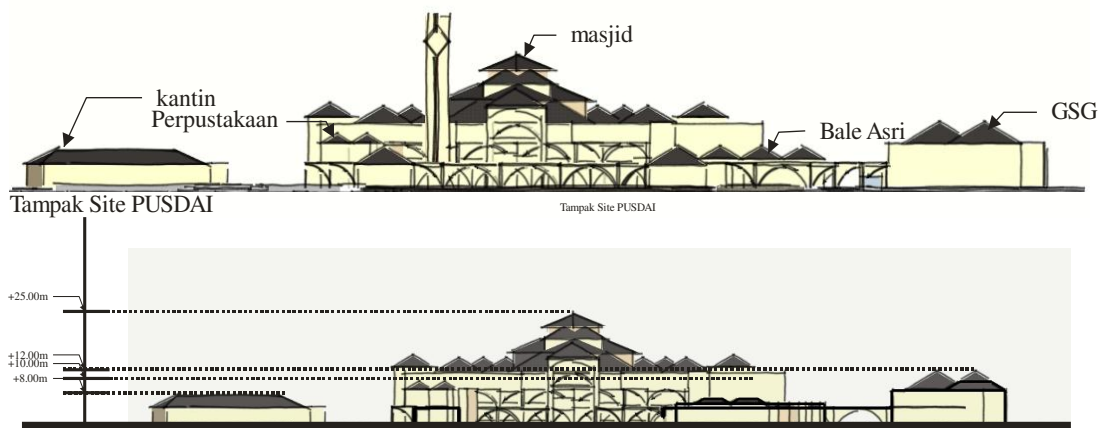 masjid
kantin
Perpustakaan
GSG
Bale Asri
Tampak Site PUSDAI
Tampak Site PUSDAI
+25.00m
+12.00m
+10.00m
+8.00m